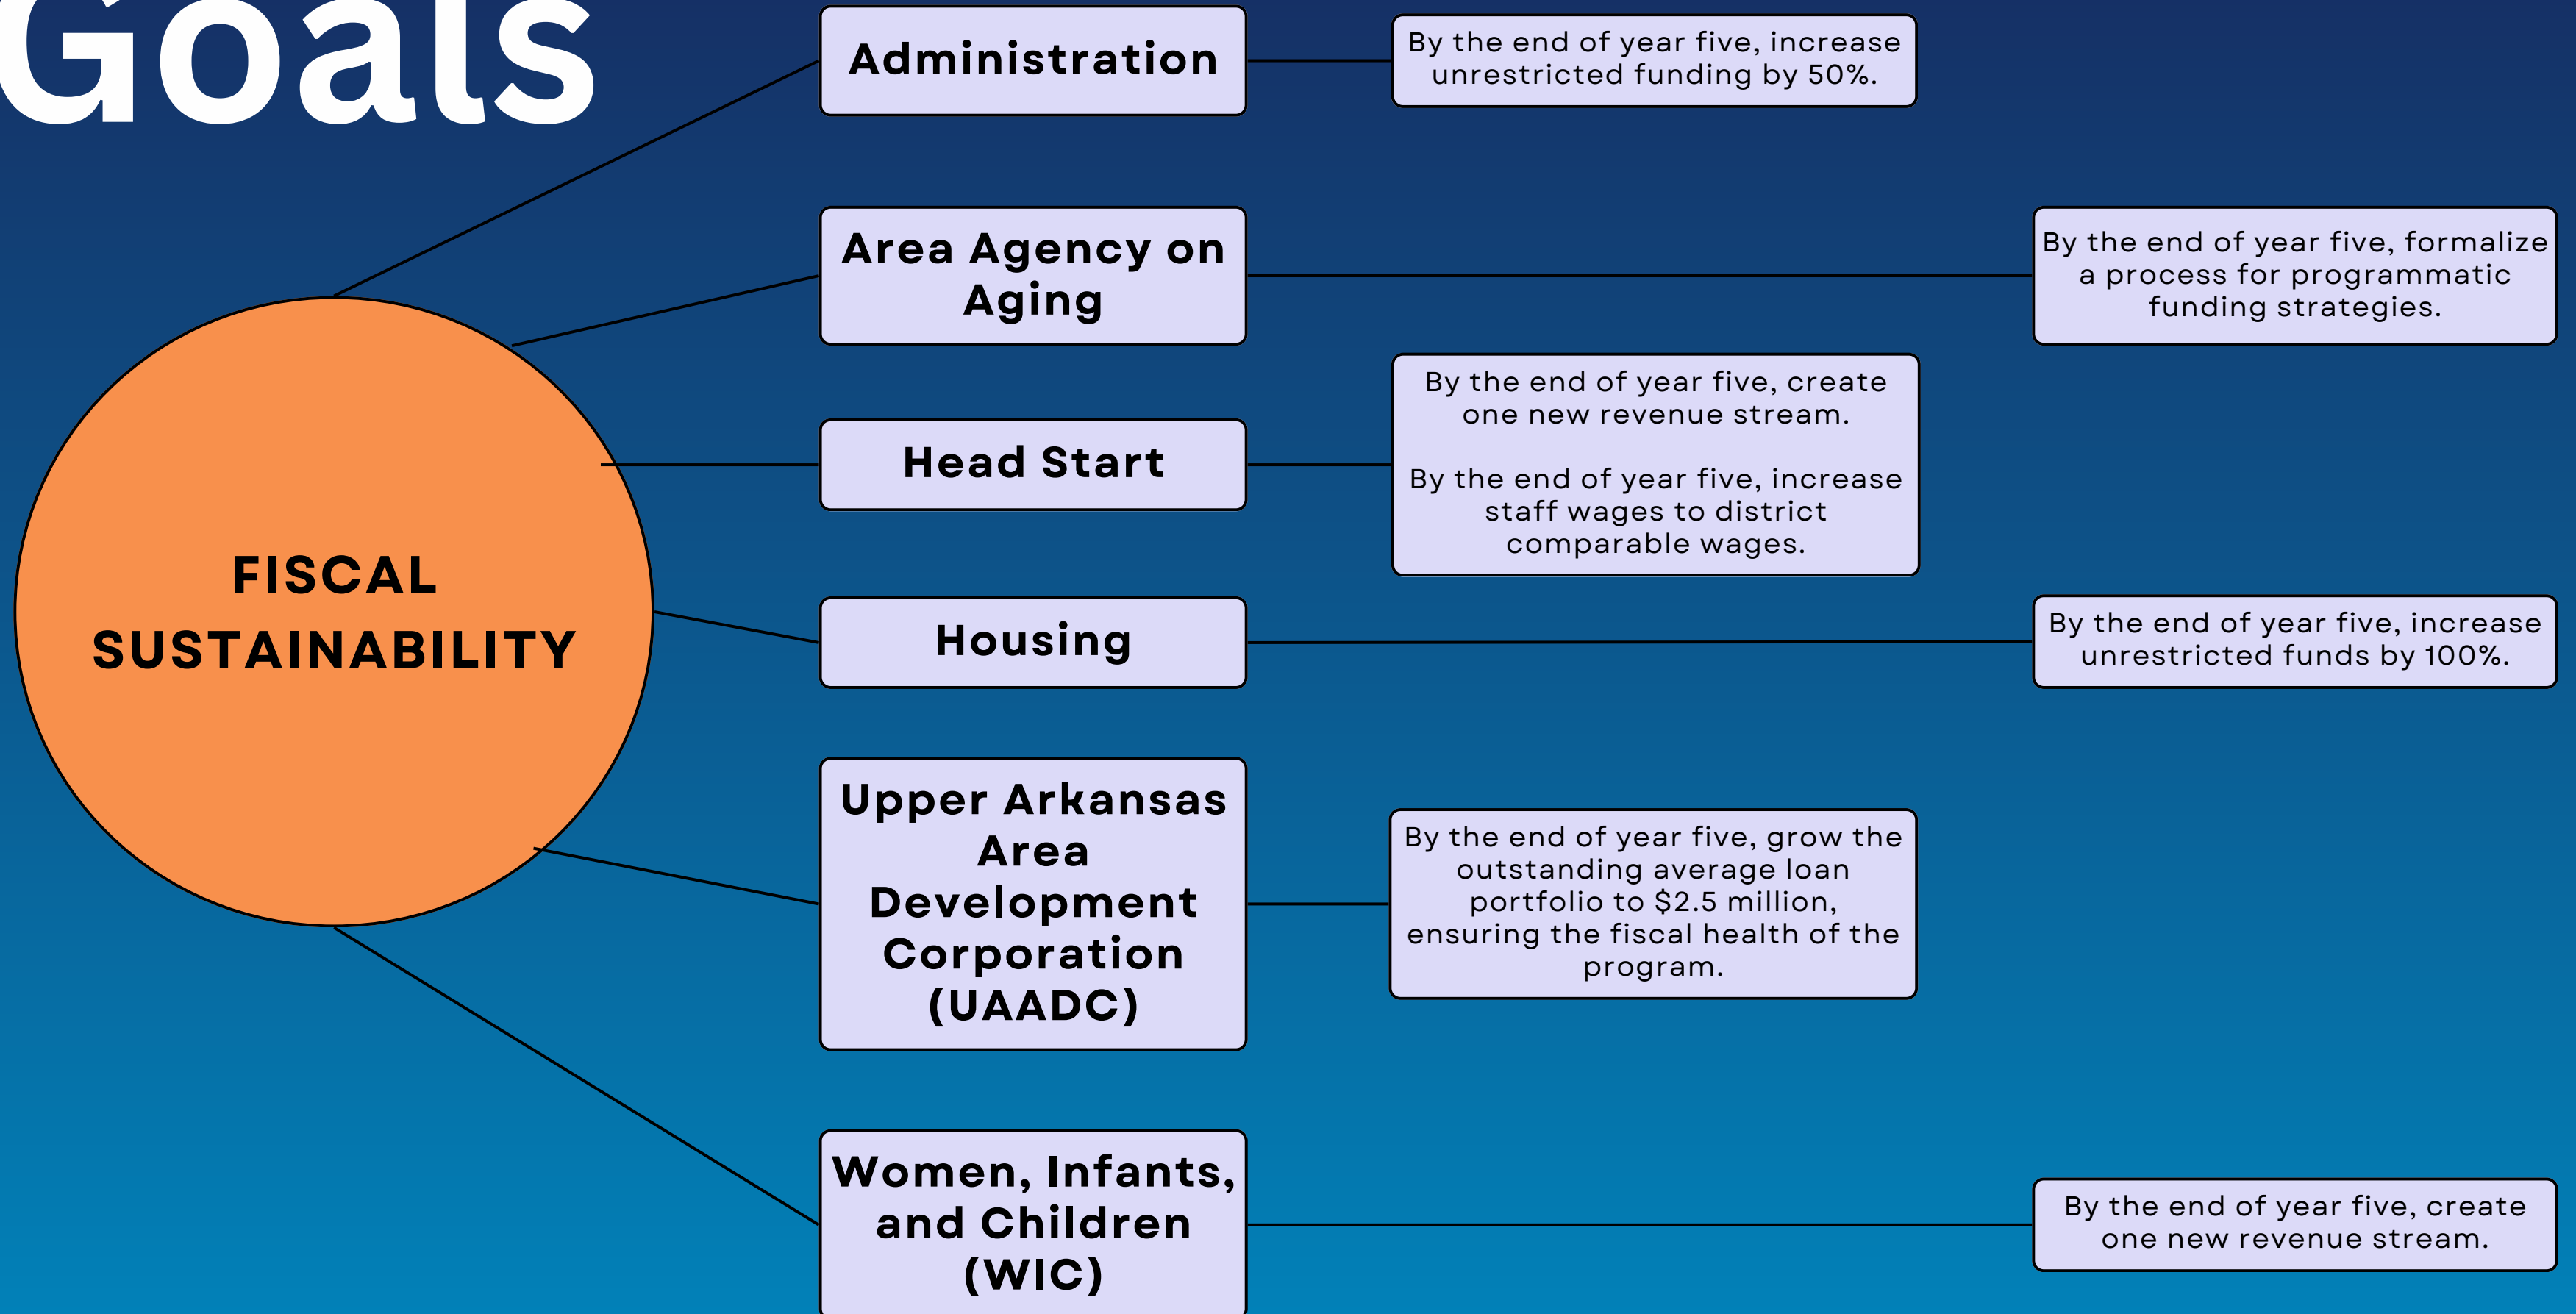 Goals
Administration
By the end of year five, increase
unrestricted funding by 50%.
Area Agency on
Aging
By the end of year five, formalize
a process for programmatic
funding strategies.
Head Start
By the end of year five, create
one new revenue stream.
By the end of year five, increase
staff wages to district
comparable wages.
FISCAL
SUSTAINABILITY
Housing
By the end of year five, increase
unrestricted funds by 100%.
Upper Arkansas
Area
Development
Corporation
(UAADC)
By the end of year five, grow the
outstanding average loan
portfolio to $2.5 million,
ensuring the fiscal health of the
program.
Women, Infants,
and Children
(WIC)
By the end of year five, create
one new revenue stream.